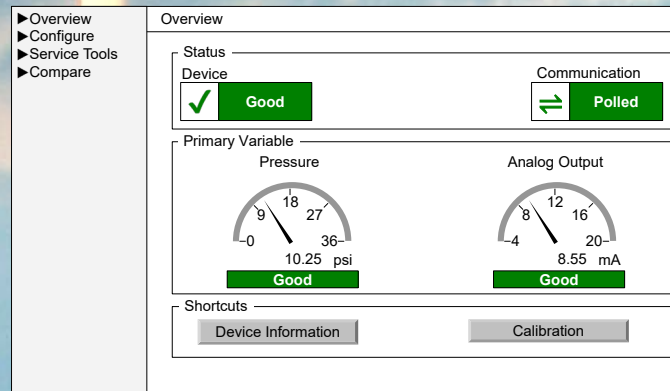 ▶Overview
▶Configure
▶Service Tools
▶Compare
Overview
Status
Device
Communication
Good
Polled
Primary Variable
Pressure
Analog Output
0 9 18 27 36
4 8 12 16 20
10.25 psi
8.55 mA
Good
Good
Shortcuts
Device Information
Calibration